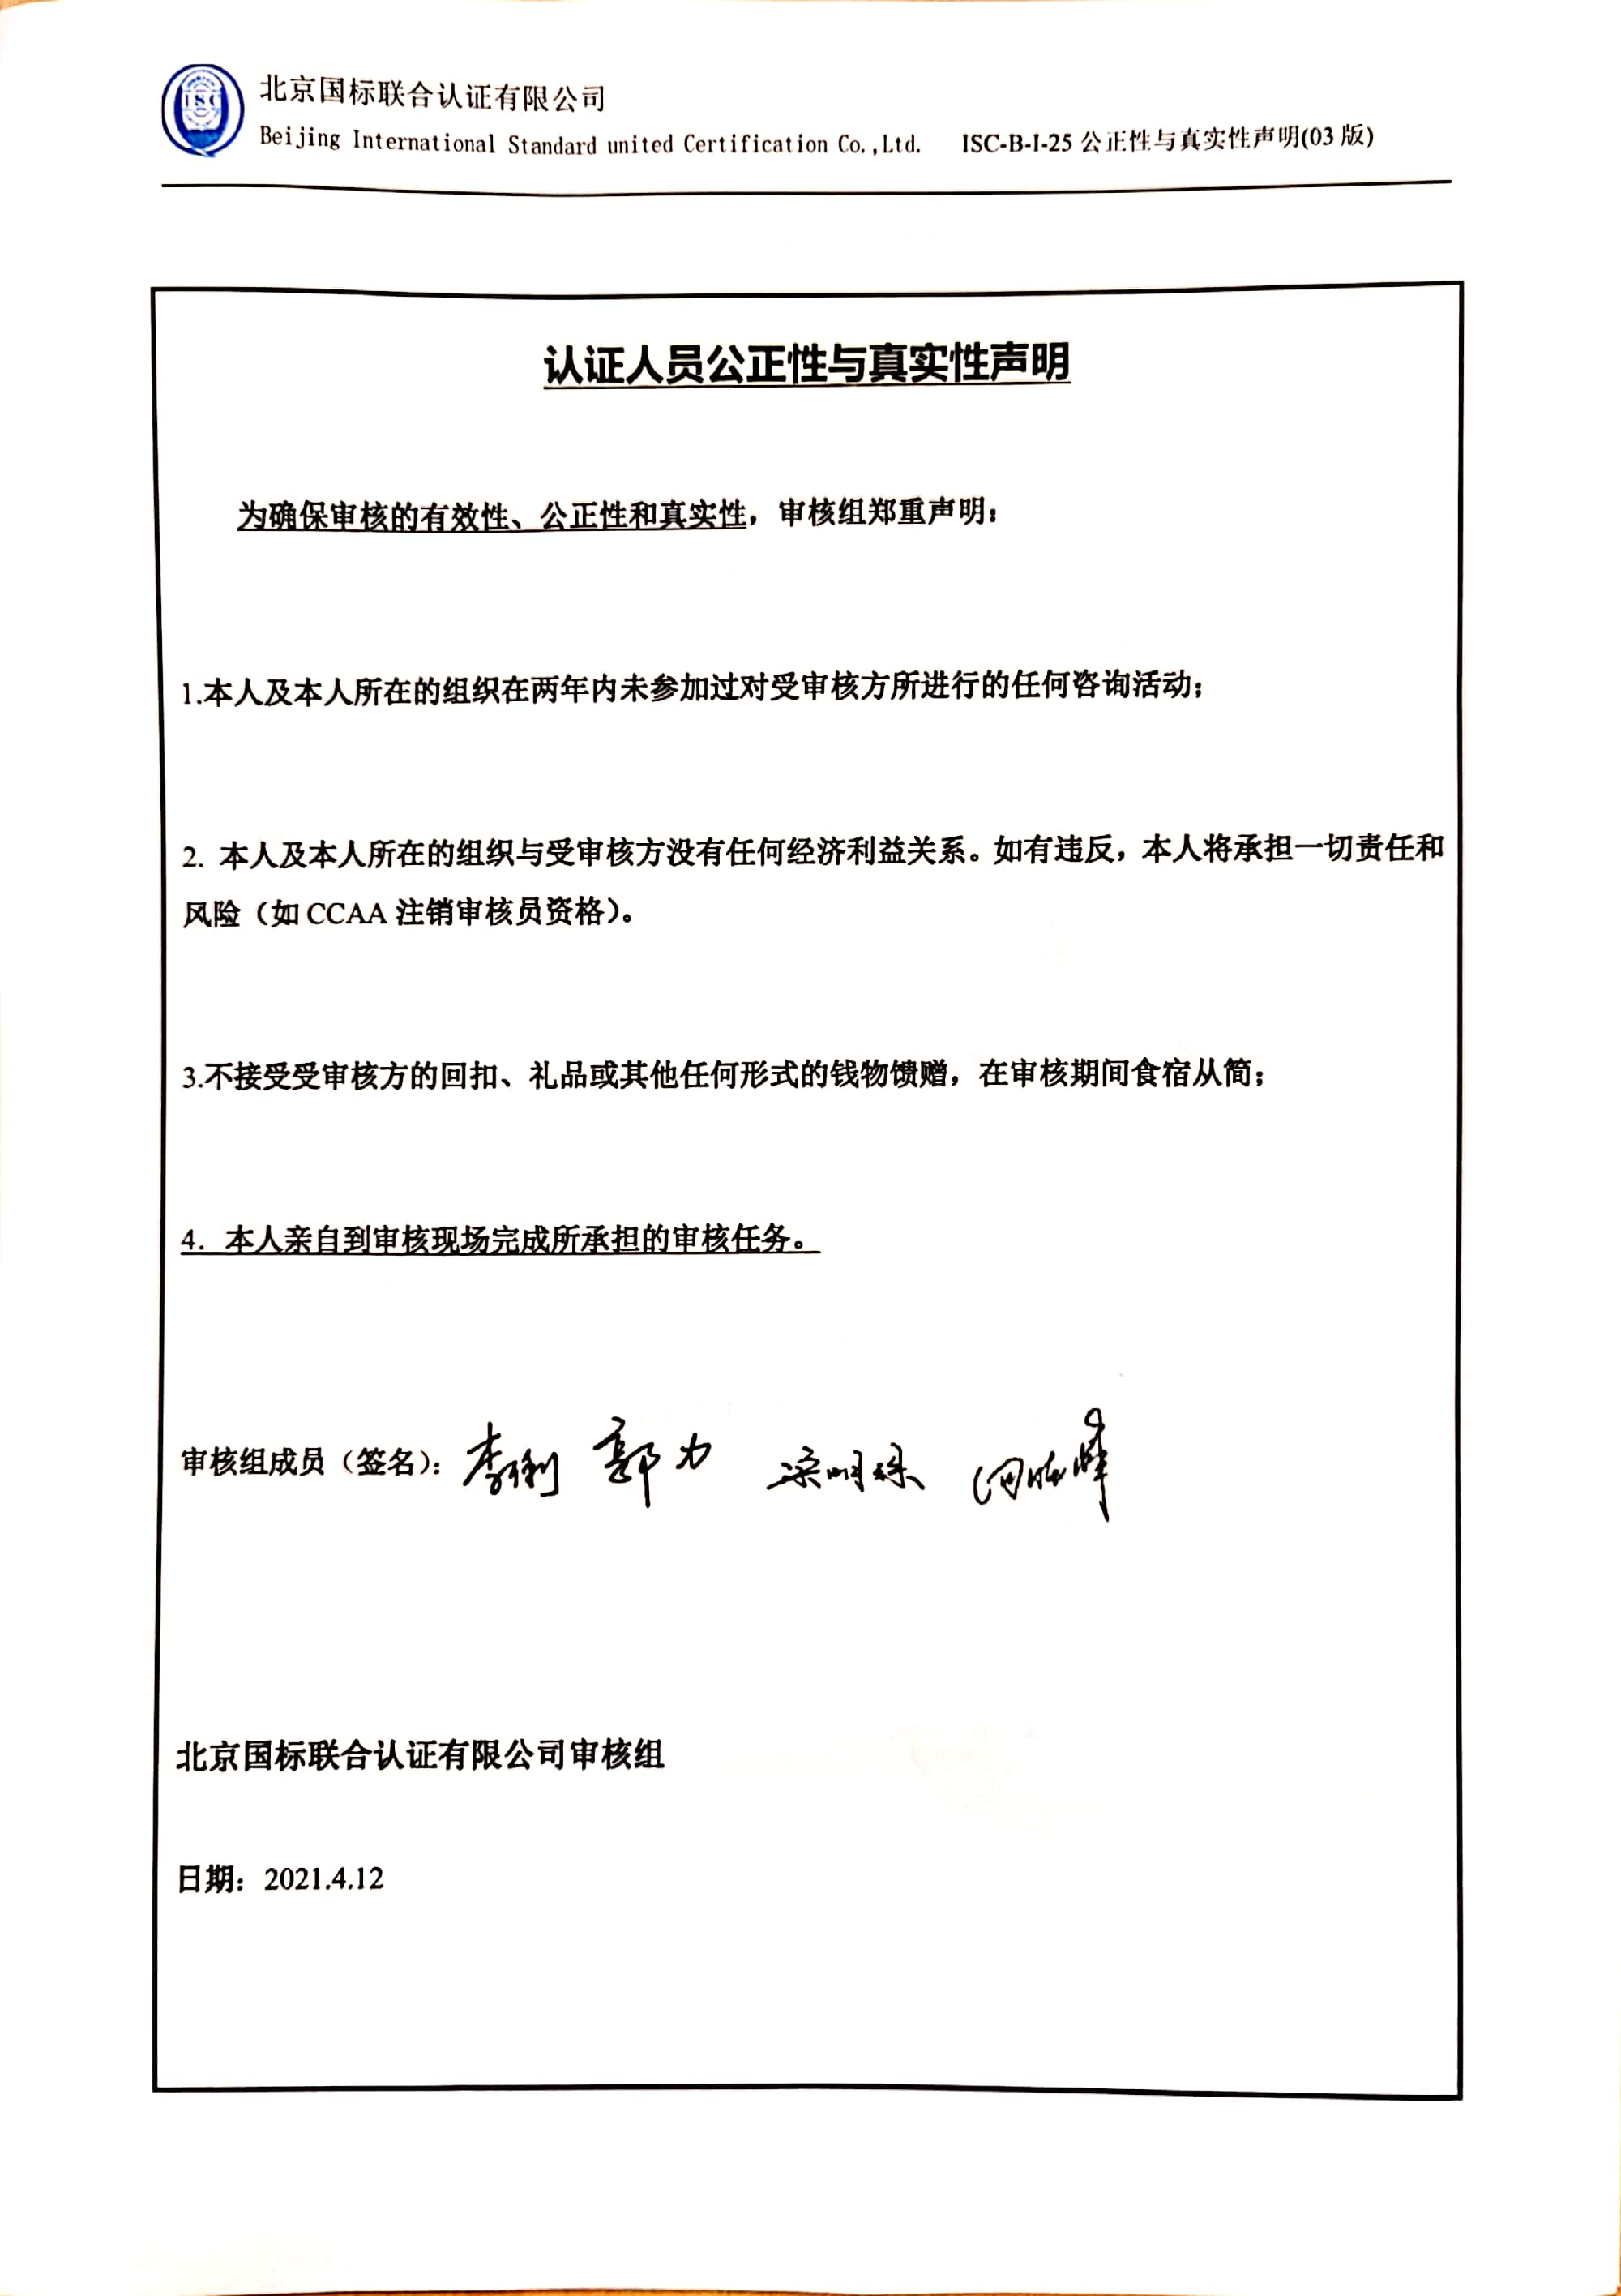 ISC
北京国标联合认证有限公司
Beijing International Standard united Certification Co.,Ltd. ISC-B-I-25 公正性与真实性声明(03 版)
认证人员公正性与真实性声明
为确保审核的有效性、公正性和真实性，审核组郑重声明：
1.本人及本人所在的组织在两年内未参加过对受审核方所进行的任何咨询活动；
2. 本人及本人所在的组织与受审核方没有任何经济利益关系。如有违反，本人将承担一切责任和
风险（如 CCAA 注销审核员资格）。
3.不接受受审核方的回扣、礼品或其他任何形式的钱物馈赠，在审核期间食宿从简；
4. 本人亲自到审核现场完成所承担的审核任务。
审核组成员（签名）： 郭力 梁明珠
北京国标联合认证有限公司审核组
日期：2021.4.12